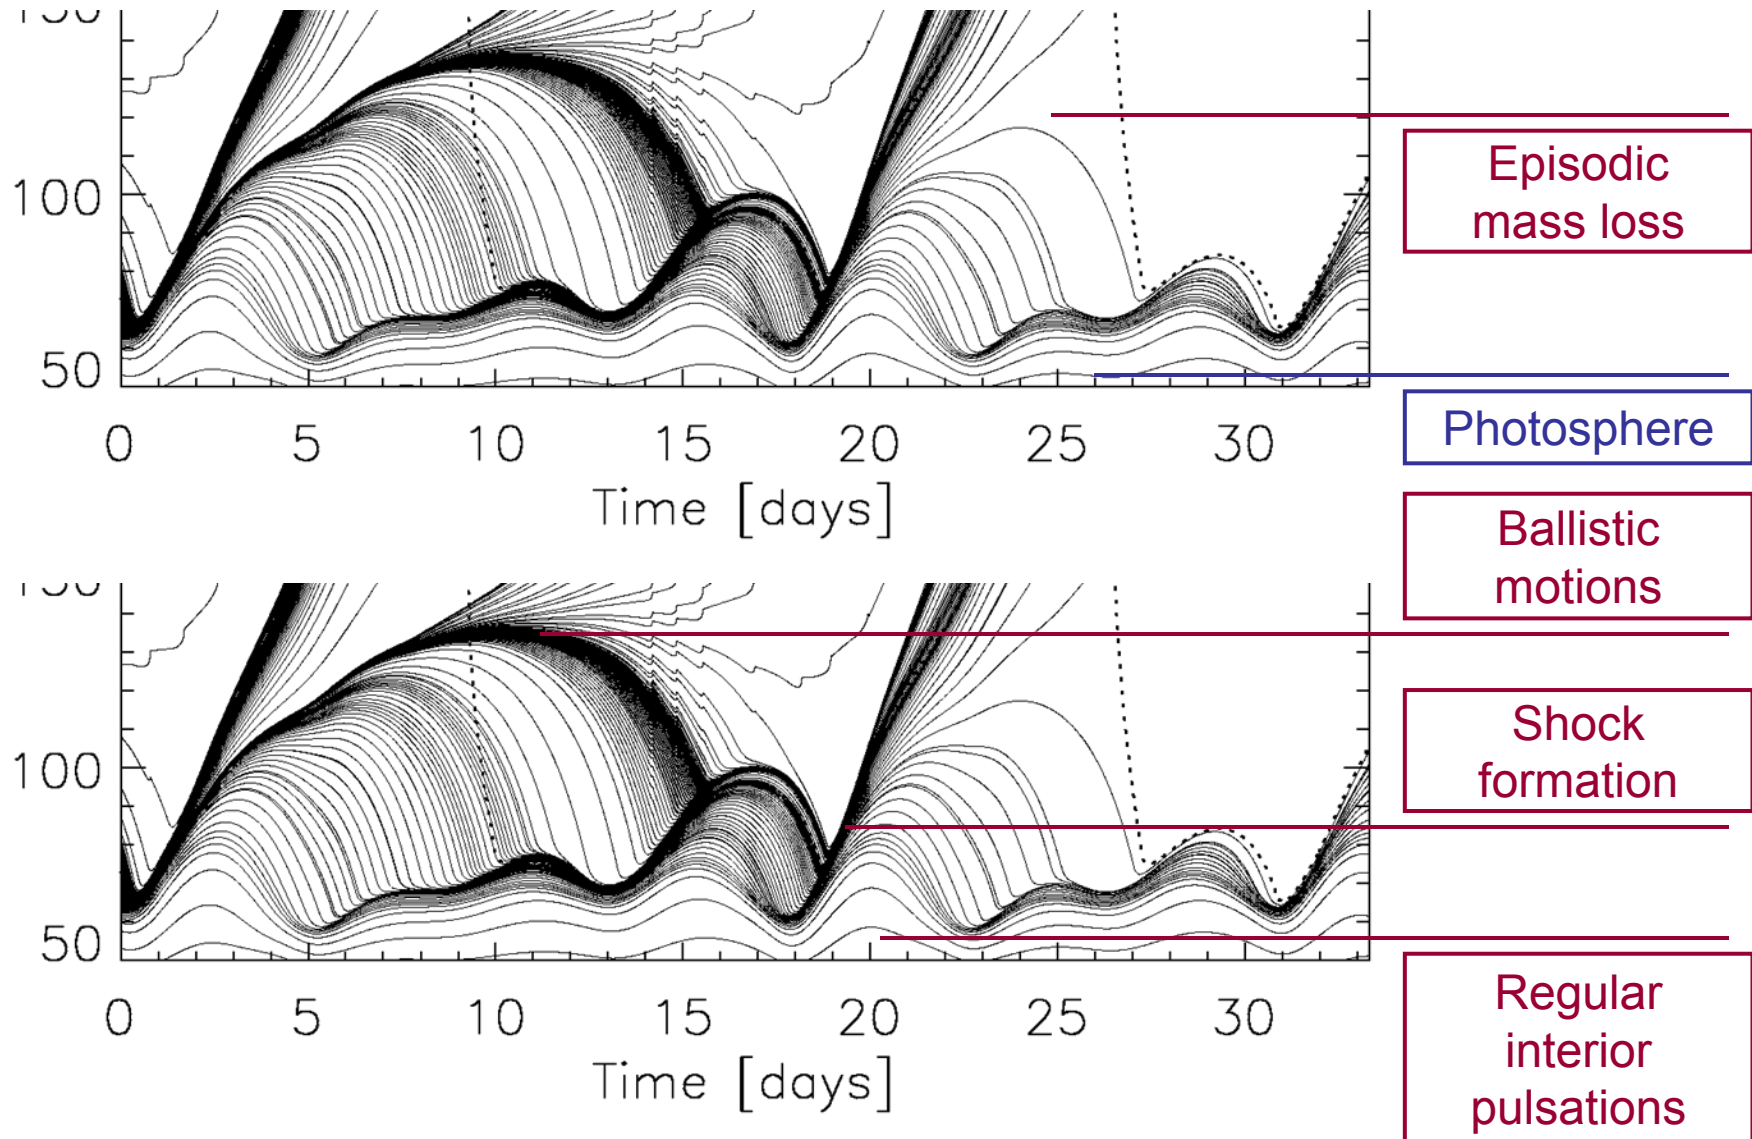 100
50
0 5 10 15 20 25 30
Time [days]
Episodic
mass loss
Photosphere
Ballistic
motions
100
50
0 5 10 15 20 25 30
Time [days]
Shock
formation
Regular
interior
pulsations